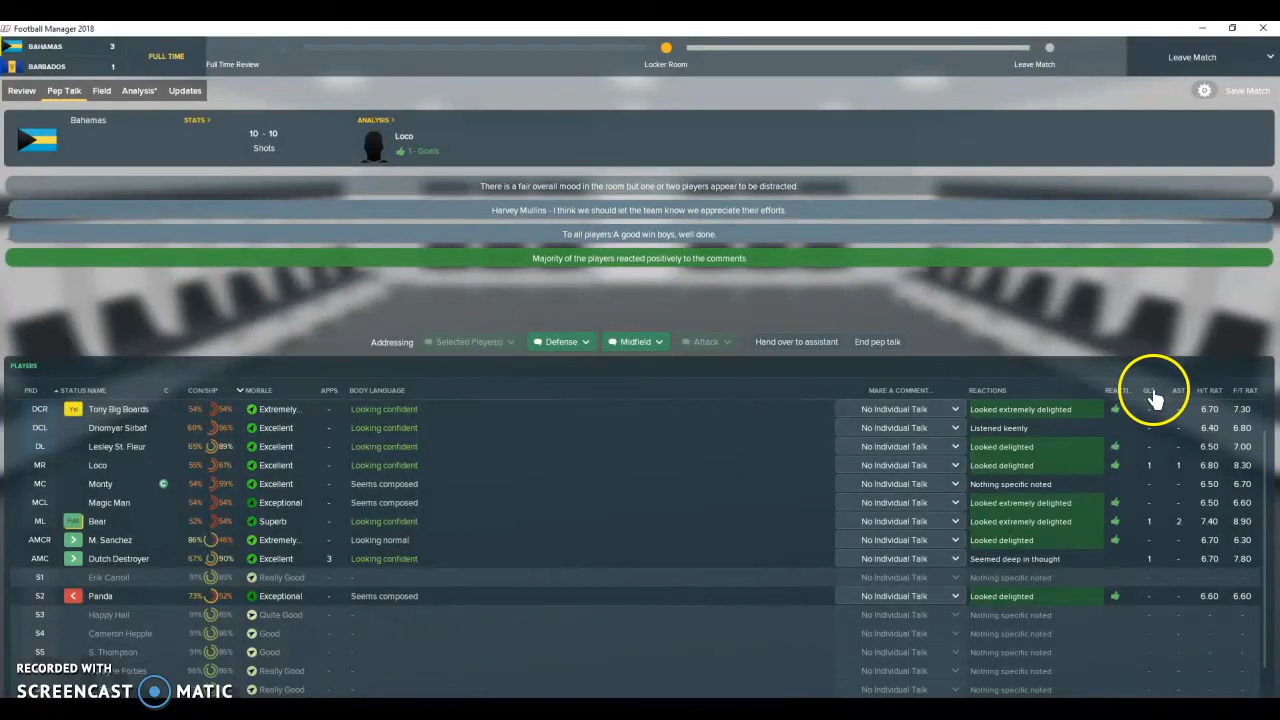 Football Manager 2018
BAHAMAS 3
BARBADOS 1
FULL TIME
Full Time Review
Locker Room
Leave Match
Leave Match
Review Pep Talk Field Analysis* Updates
Save Match
Bahamas
STATS >
10 - 10
Shots
ANALYSIS >
Loco
1 - Goals
There is a fair overall mood in the room but one or two players appear to be distracted.
Harvey Mullins - I think we should let the team know we appreciate their efforts.
To all players:A good win boys, well done.
Majority of the players reacted positively to the comments
Addressing Selected Player(s) Defense Midfield Attack Hand over to assistant End pep talk
PLAYERS
PKD STATUS NAME C CON/SHP MORALE APPS BODY LANGUAGE MAKE A COMMENT... REACTIONS REACTI... GLS AST H/T RAT F/T RAT
DCR Yel Tony Big Boards 54% 54% Extremely... - Looking confident No Individual Talk Looked extremely delighted - - 6.70 7.30
DCL Dnomyar Sirbaf 60% 56% Excellent - Looking confident No Individual Talk Listened keenly - - 6.40 6.80
DL Lesley St. Fleur 65% 89% Excellent - Looking confident No Individual Talk Looked delighted - - 6.50 7.00
MR Loco 55% 61% Excellent - Looking confident No Individual Talk Looked delighted 1 1 6.80 8.30
MC Monty C 54% 59% Excellent - Seems composed No Individual Talk Nothing specific noted - - 6.50 6.70
MCL Magic Man 54% 54% Exceptional - Seems composed No Individual Talk Looked extremely delighted - - 6.50 6.60
ML PoM Bear 52% 54% Superb - Looking confident No Individual Talk Looked extremely delighted 1 2 7.40 8.90
AMCR M. Sanchez 86% 46% Extremely... - Looking normal No Individual Talk Looked delighted - - 6.70 6.30
AMC Dutch Destroyer 67% 90% Excellent 3 Looking confident No Individual Talk Seemed deep in thought 1 - 6.70 7.80
S1 Erik Carroll 91% 85% Really Good - - No Individual Talk Nothing specific noted
S2 Panda 73% 52% Exceptional - Seems composed No Individual Talk Looked delighted - - 6.60 6.60
S3 Happy Hall 91% 85% Quite Good - - No Individual Talk Nothing specific noted
S4 Cameron Hepple 91% 86% Good - - No Individual Talk Nothing specific noted
S5 S. Thompson 91% 86% Good - - No Individual Talk Nothing specific noted
Forbes 96% 86% Really Good - - No Individual Talk Nothing specific noted
Really Good - - No Individual Talk Nothing specific noted
RECORDED WITH
SCREENCAST MATIC